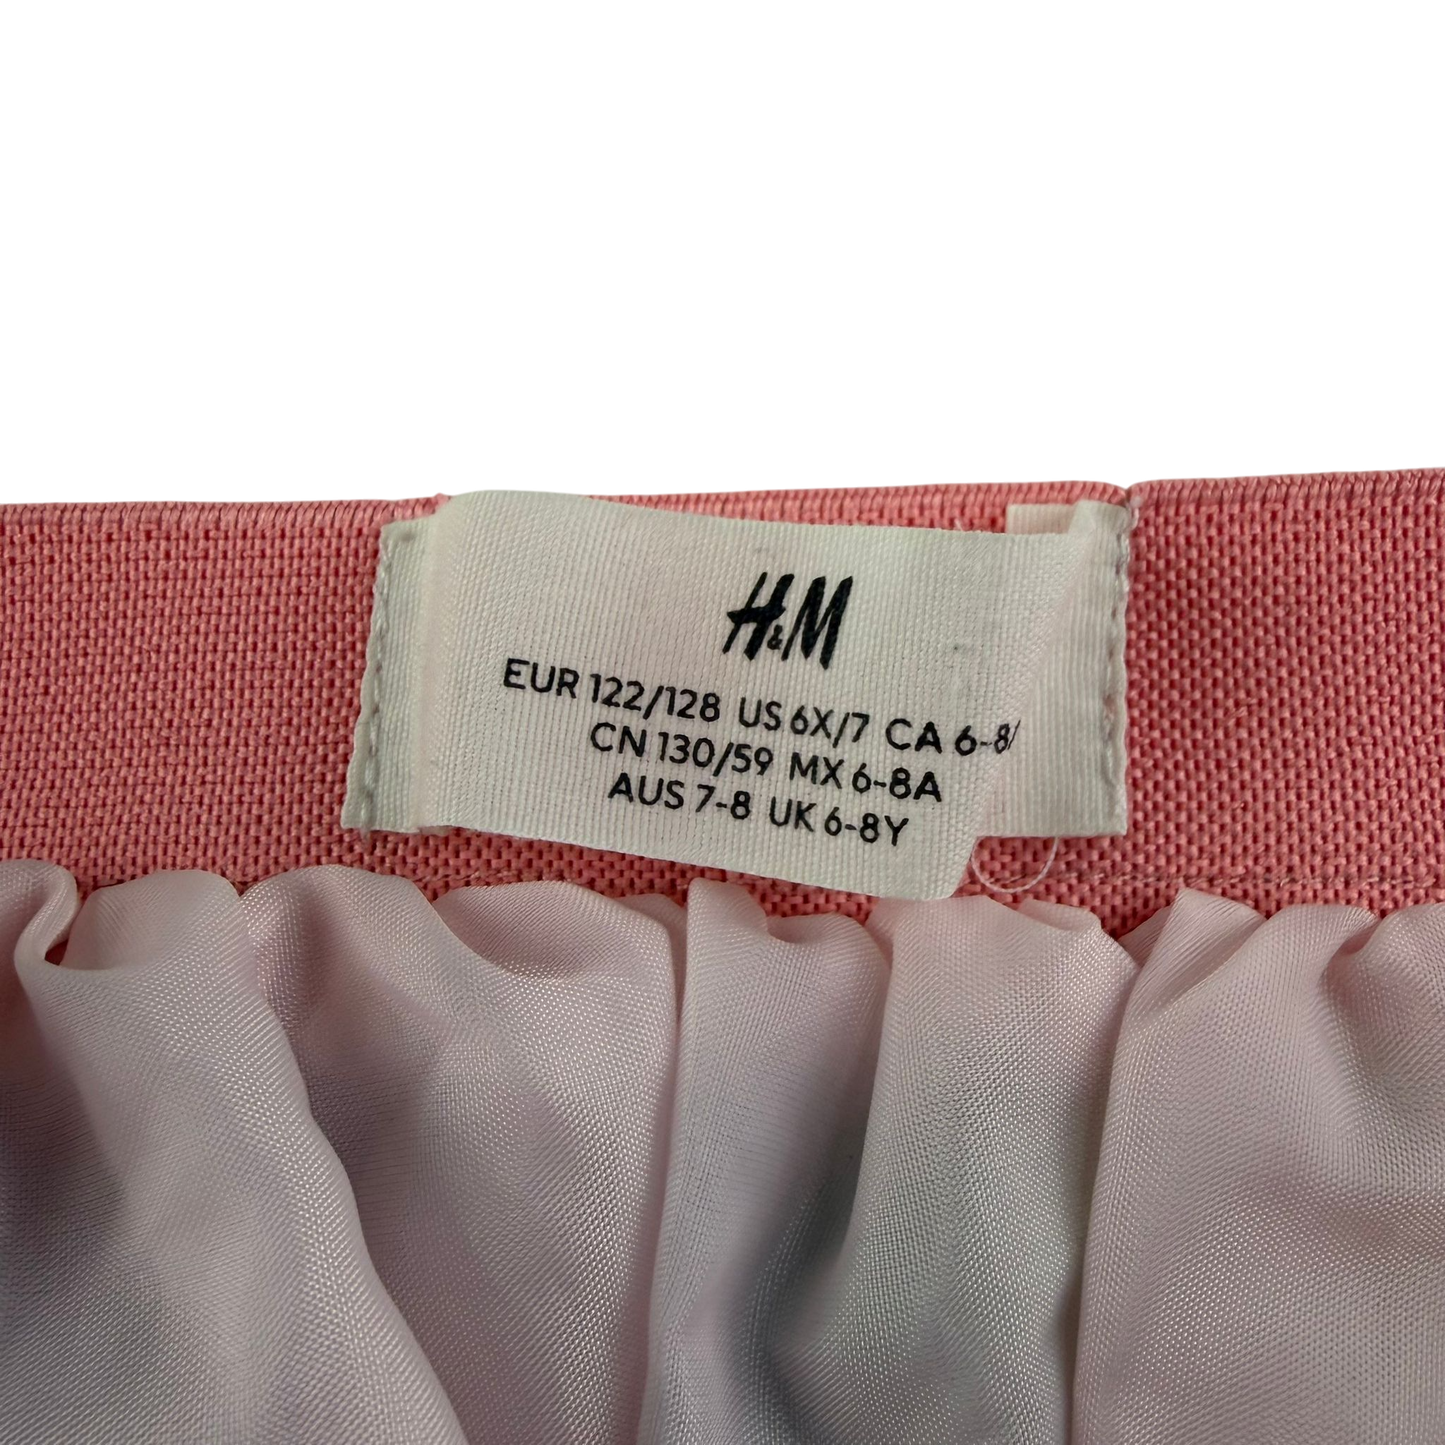 H&M
EUR 122/128 US 6X/7 CA 6-8
CN 130/59 MX 6-8A
AUS 7-8 UK 6-8Y